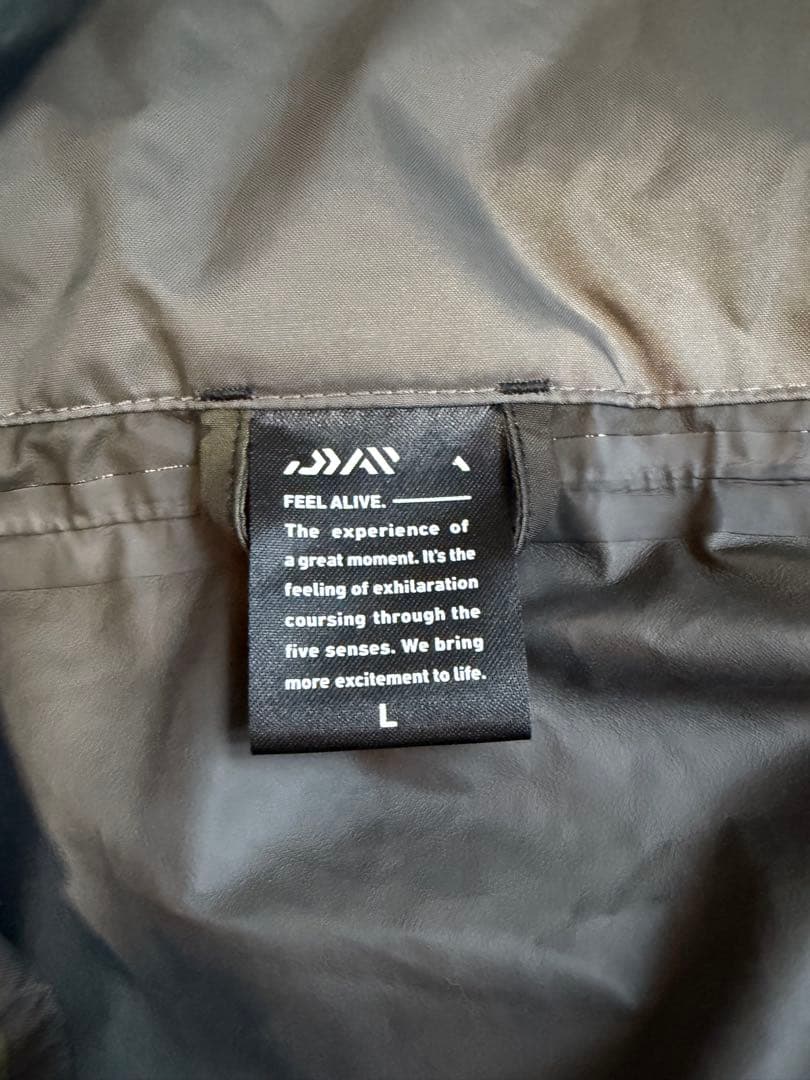 DAIWA
FEEL ALIVE.
The experience of
a great moment. It's the
feeling of exhilaration
coursing through the
five senses. We bring
more excitement to life.
L